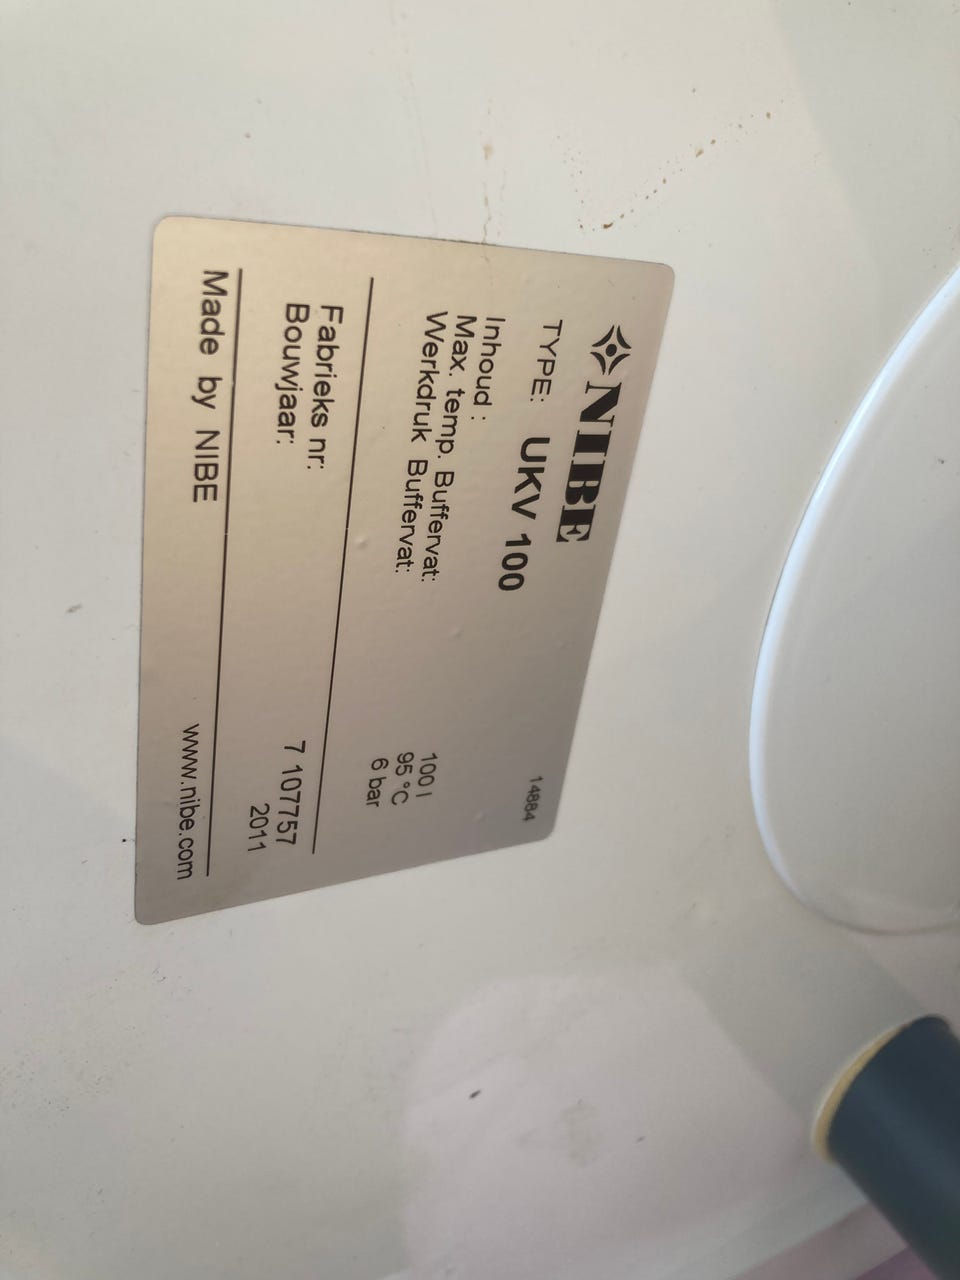 NIBE
14884
TYPE: UKV 100
Inhoud : 100 l
Max. temp. Buffervat: 95 °C
Werkdruk Buffervat: 6 bar
Fabrieks nr: 7 107757
Bouwjaar: 2011
Made by NIBE www.nibe.com